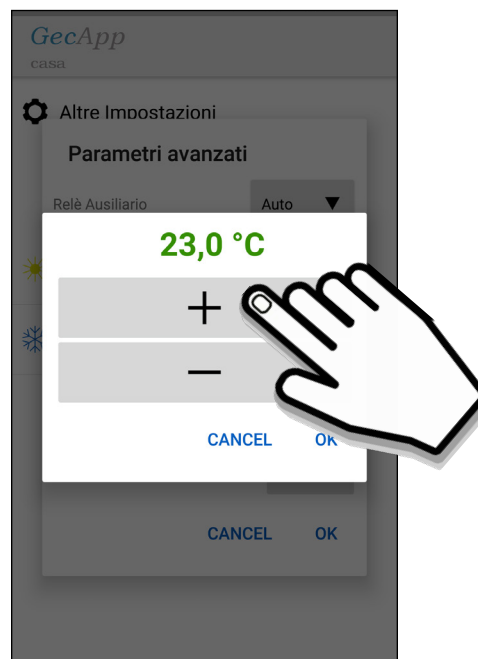 GecApp
casa
Altre Impostazioni
Parametri avanzati
Relè Ausiliario
Auto ▼
23,0 °C
+
−
CANCEL OK
CANCEL OK